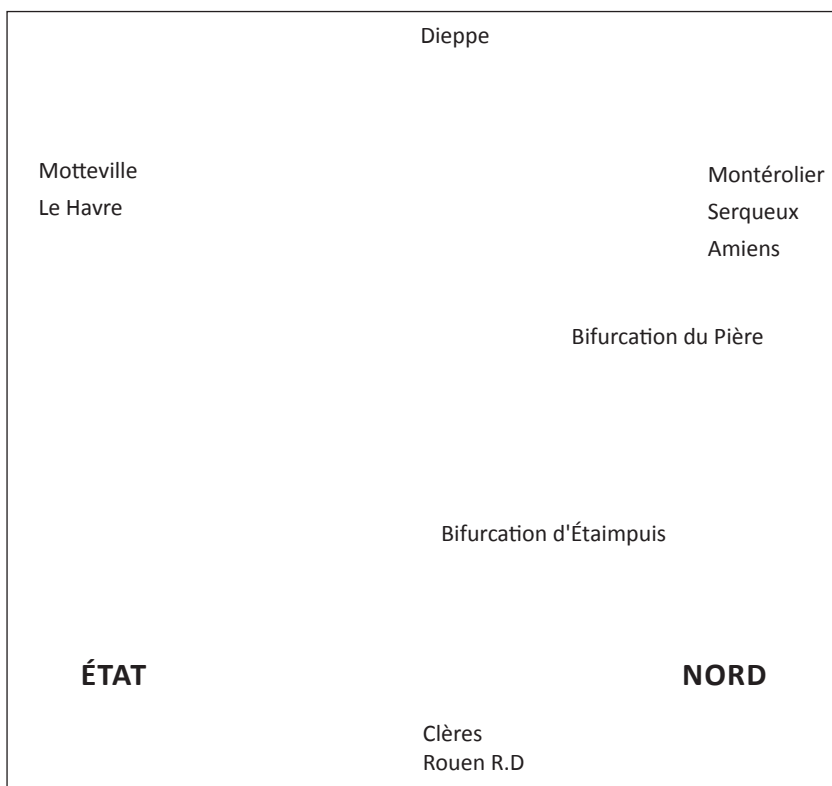 Dieppe
Motteville
Le Havre
Montérolier
Serqueux
Amiens
Bifurcation du Pière
Bifurcation d'Étaimpuis
ÉTAT
NORD
Clères
Rouen R.D